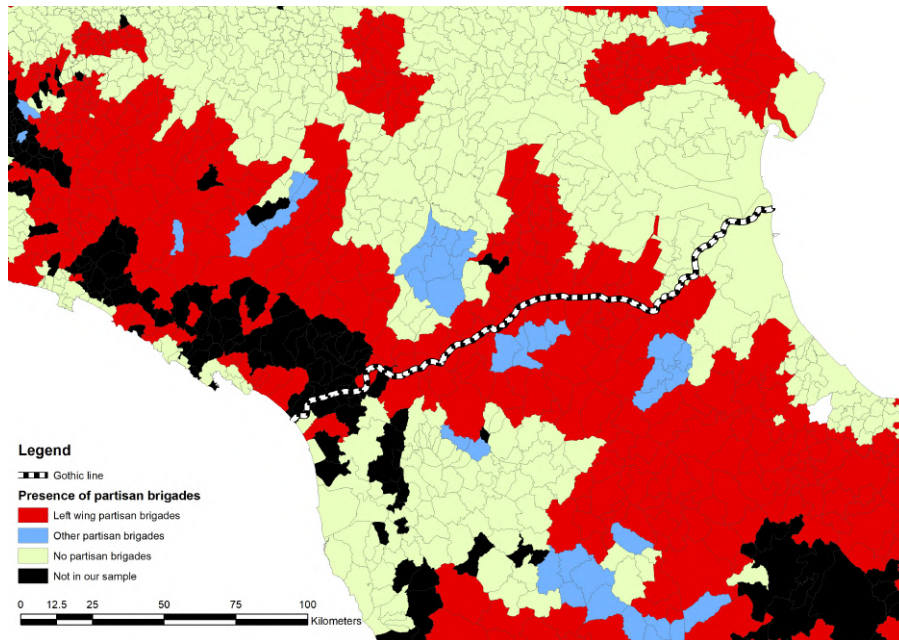 Legend
Gothic line
Presence of partisan brigades
Left wing partisan brigades
Other partisan brigades
No partisan brigades
Not in our sample
0 12.5 25 50 75 100
Kilometers